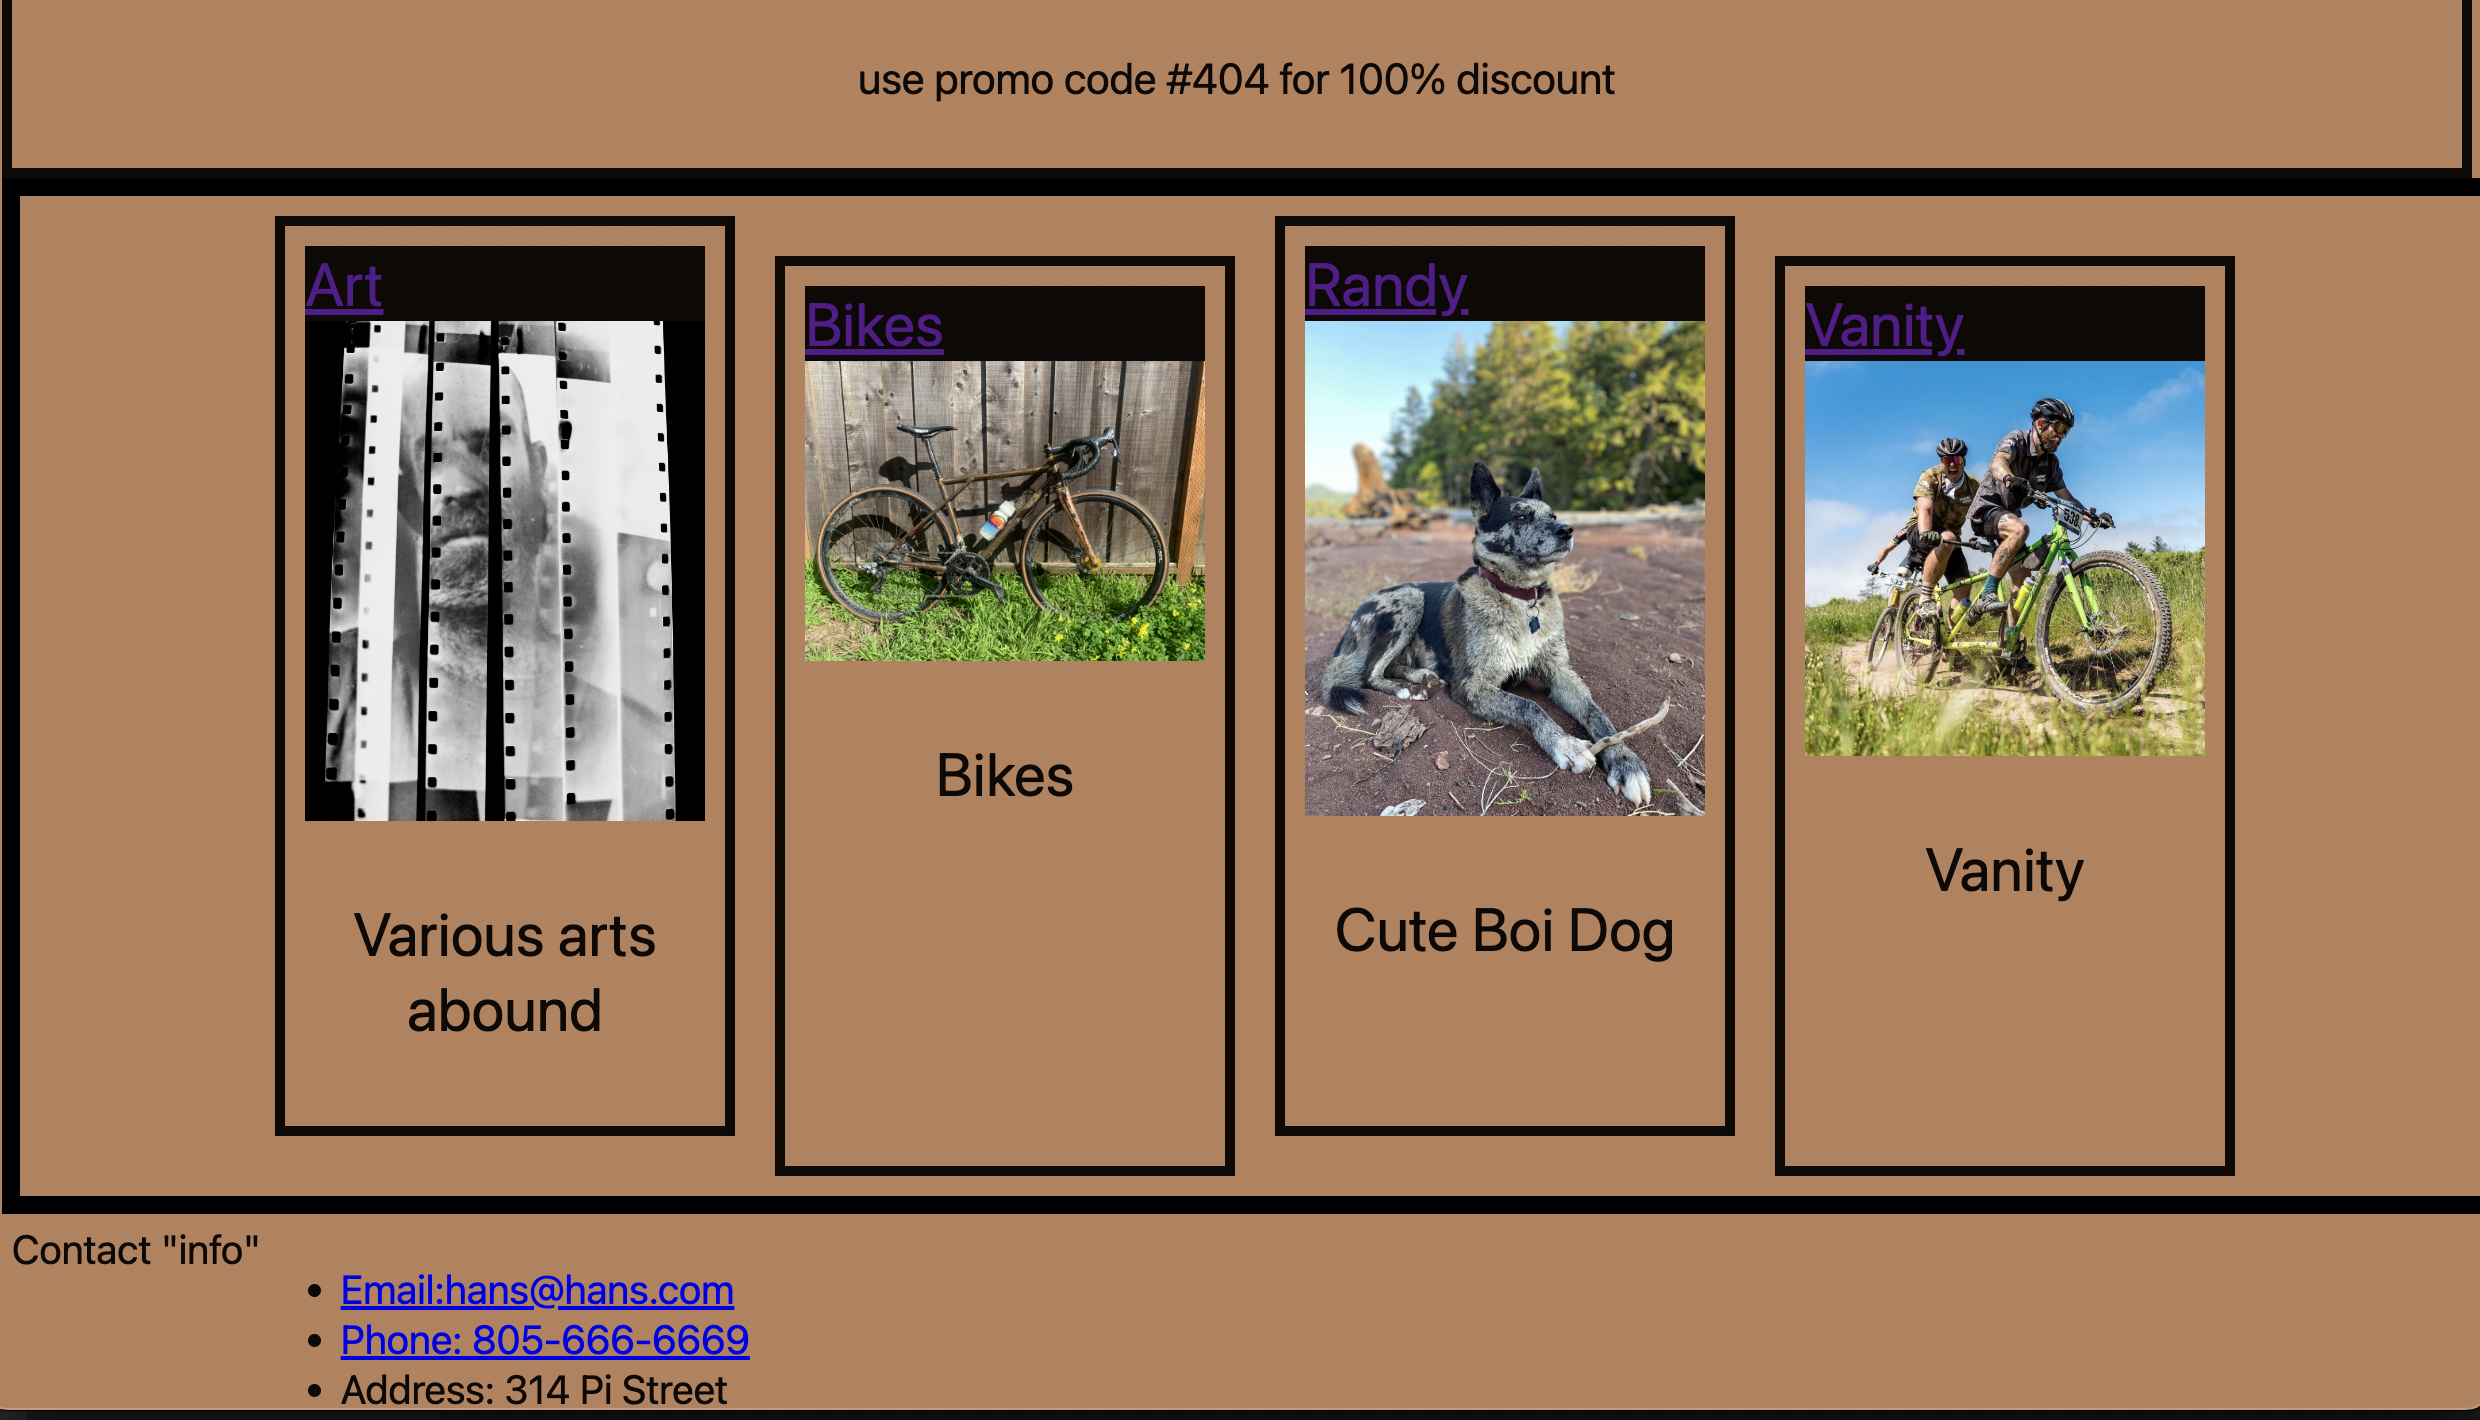 use promo code #404 for 100% discount
Art
Various arts
abound
Bikes
Bikes
Randy
Cute Boi Dog
Vanity
538
Vanity
Contact "info"
Email:hans@hans.com
Phone: 805-666-6669
Address: 314 Pi Street